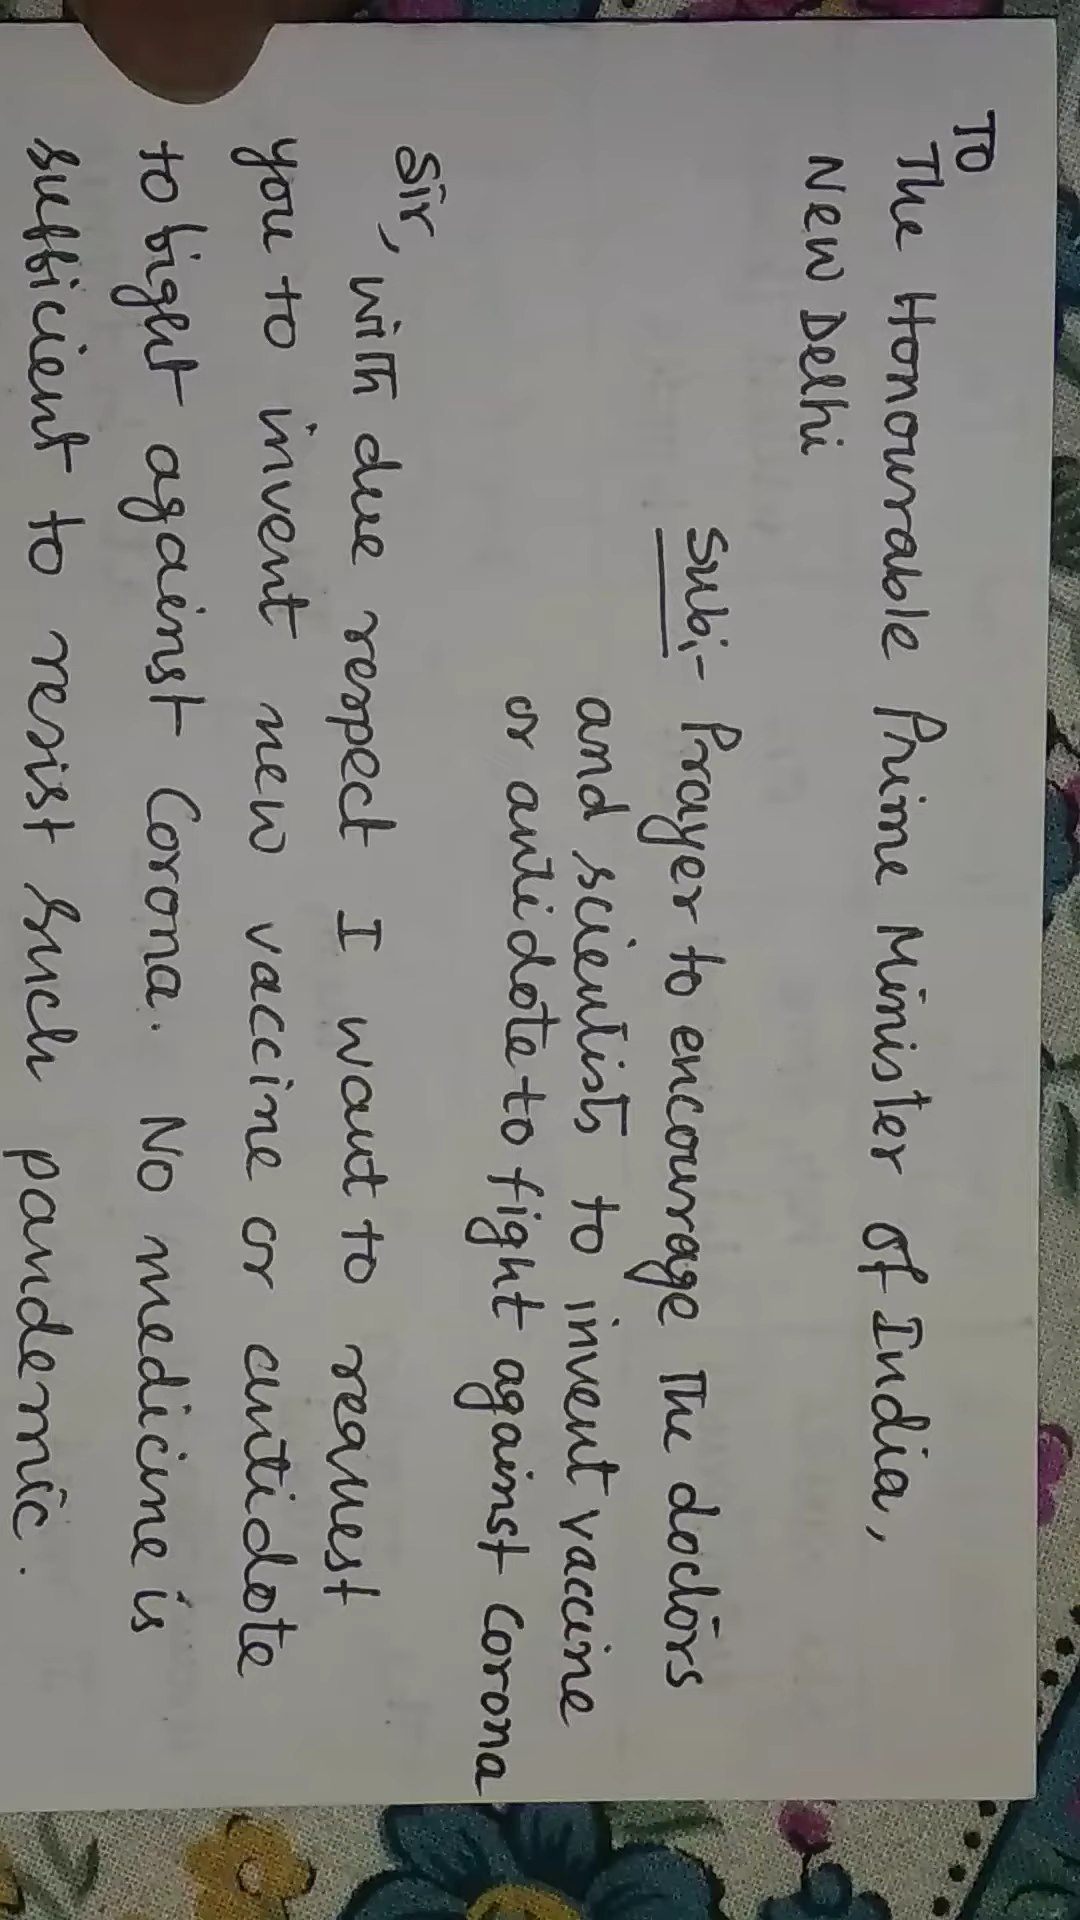 To
The Honourable Prime Minister of India,
New Delhi
Sub:- Prayer to encourage the doctors
and scientists to invent vaccine
or antidote to fight against Corona
Sir, with due respect I want to request
you to invent new vaccine or antidote
to fight against Corona. No medicine is
sufficient to resist such pandemic.